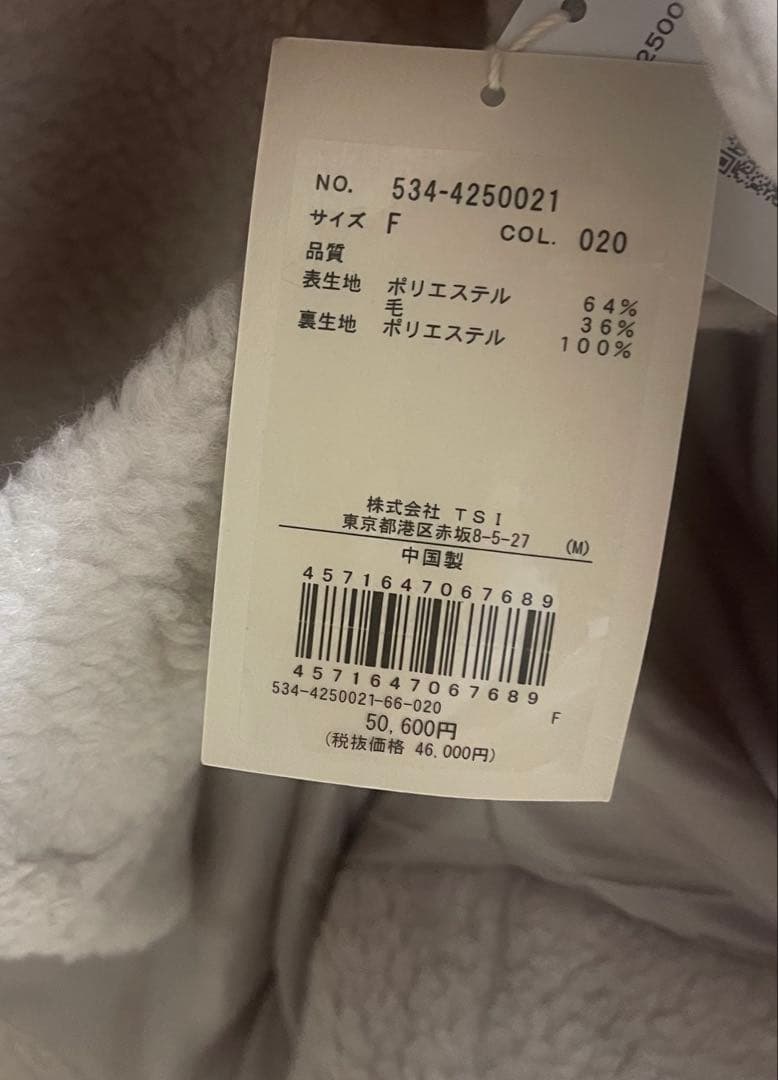 2500
NO. 534-4250021
サイズ F COL. 020
品質
表生地 ポリエステル 64%
毛 36%
裏生地 ポリエステル 100%
株式会社 TSI
東京都港区赤坂8-5-27 (M)
中国製
4571647067689
4571647067689
534-4250021-66-020 F
50,600円
(税抜価格 46,000円)